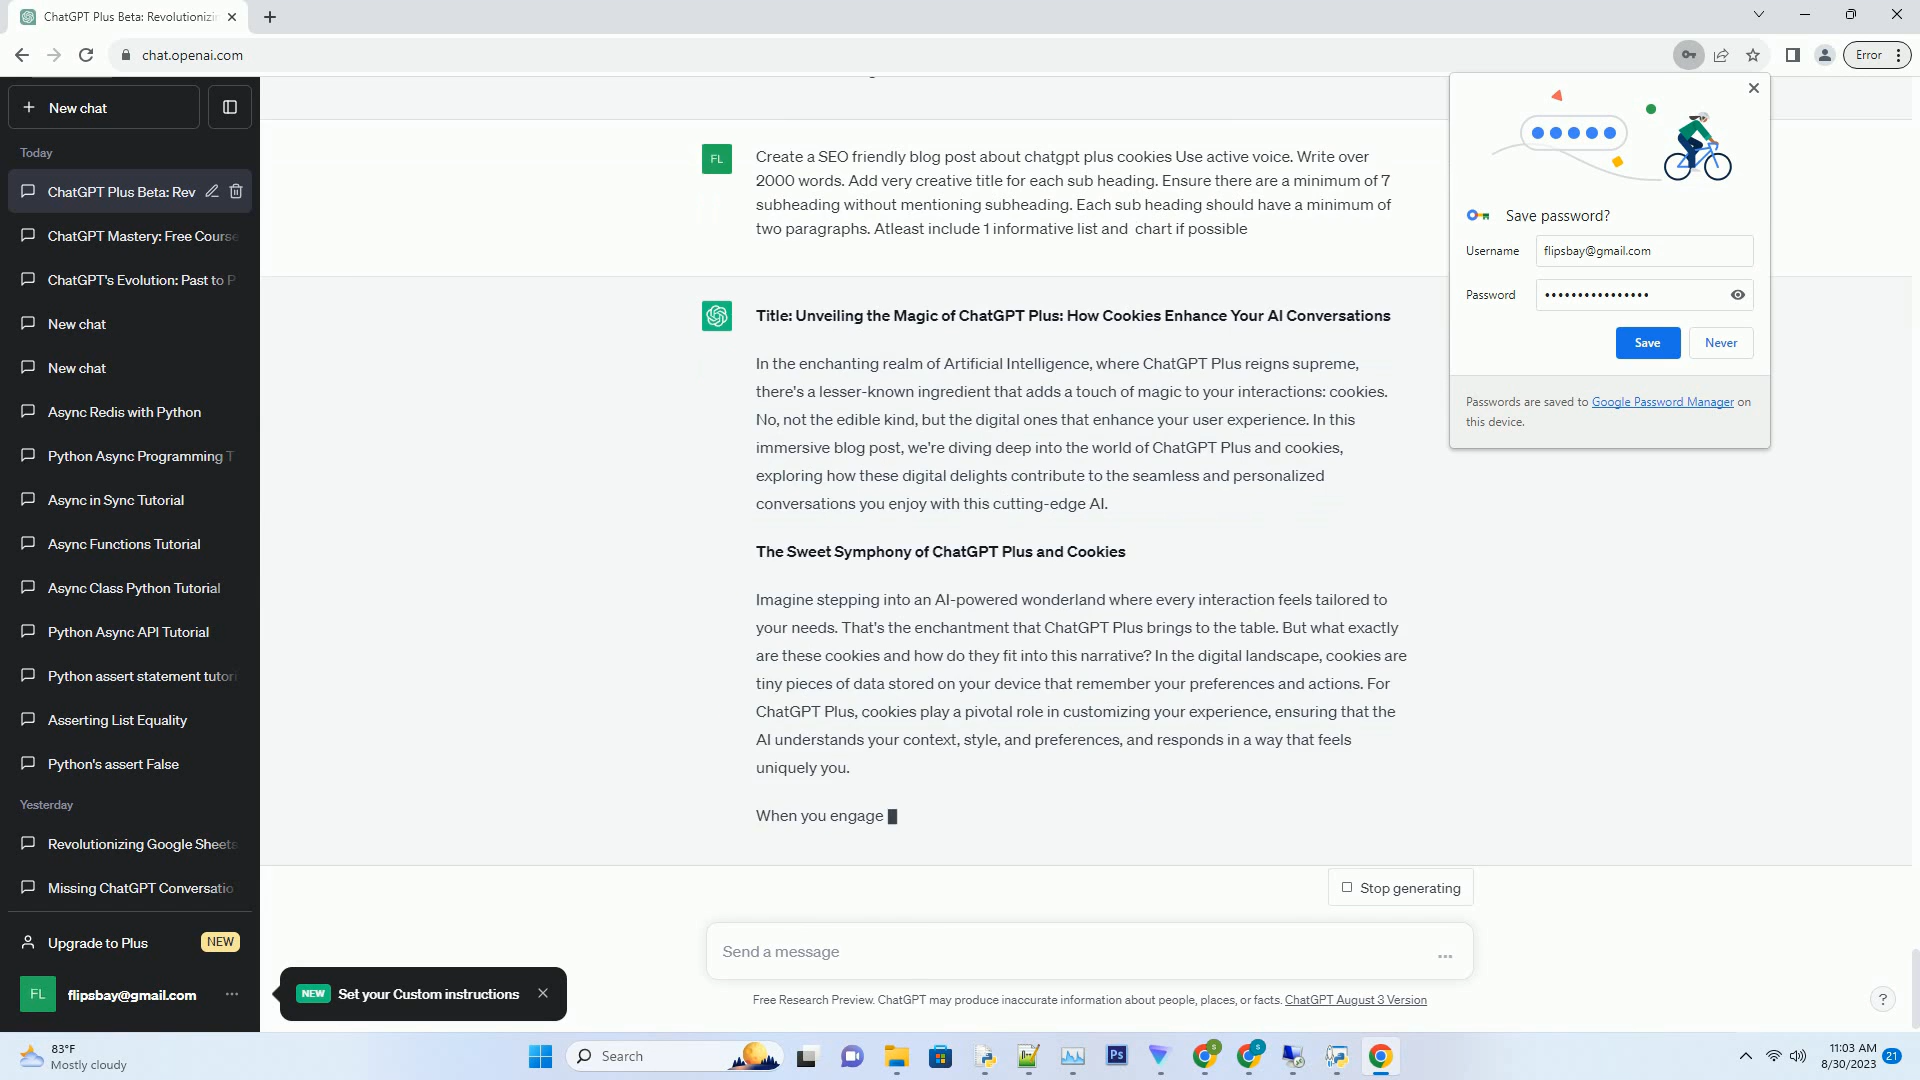 ChatGPT Plus Beta: Revolutionizin
chat.openai.com
Error
New chat
Today
ChatGPT Plus Beta: Rev
ChatGPT Mastery: Free Course
ChatGPT's Evolution: Past to P
New chat
New chat
Async Redis with Python
Python Async Programming T
Async in Sync Tutorial
Async Functions Tutorial
Async Class Python Tutorial
Python Async API Tutorial
Python assert statement tutori
Asserting List Equality
Python's assert False
Yesterday
Revolutionizing Google Sheets
Missing ChatGPT Conversatio
Upgrade to Plus
NEW
FL
flipsbay@gmail.com
FL
Create a SEO friendly blog post about chatgpt plus cookies Use active voice. Write over
2000 words. Add very creative title for each sub heading. Ensure there are a minimum of 7
subheading without mentioning subheading. Each sub heading should have a minimum of
two paragraphs. Atleast include 1 informative list and  chart if possible
Title: Unveiling the Magic of ChatGPT Plus: How Cookies Enhance Your AI Conversations
In the enchanting realm of Artificial Intelligence, where ChatGPT Plus reigns supreme,
there's a lesser-known ingredient that adds a touch of magic to your interactions: cookies.
No, not the edible kind, but the digital ones that enhance your user experience. In this
immersive blog post, we're diving deep into the world of ChatGPT Plus and cookies,
exploring how these digital delights contribute to the seamless and personalized
conversations you enjoy with this cutting-edge AI.
The Sweet Symphony of ChatGPT Plus and Cookies
Imagine stepping into an AI-powered wonderland where every interaction feels tailored to
your needs. That's the enchantment that ChatGPT Plus brings to the table. But what exactly
are these cookies and how do they fit into this narrative? In the digital landscape, cookies are
tiny pieces of data stored on your device that remember your preferences and actions. For
ChatGPT Plus, cookies play a pivotal role in customizing your experience, ensuring that the
AI understands your context, style, and preferences, and responds in a way that feels
uniquely you.
When you engage
Stop generating
Send a message
NEW Set your Custom instructions
Free Research Preview. ChatGPT may produce inaccurate information about people, places, or facts. ChatGPT August 3 Version
?
Save password?
Username
flipsbay@gmail.com
Password
••••••••••••••••
Save
Never
Passwords are saved to Google Password Manager on
this device.
83°F
Mostly cloudy
Search
Ps
S
S
11:03 AM
8/30/2023
21